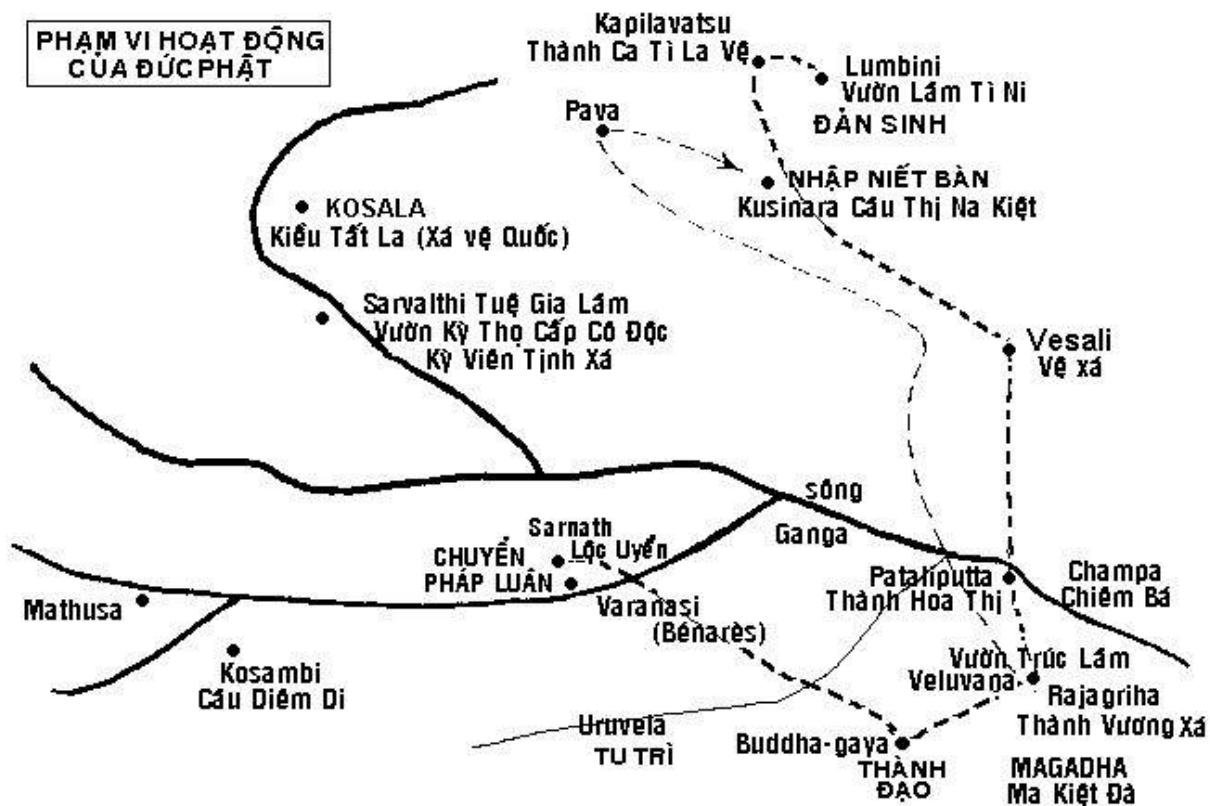 PHẠM VI HOẠT ĐỘNG
CỦA ĐỨC PHẬT
Kapilavatsu
Thành Ca Tì La Vệ
Lumbini
Vườn Lâm Tì Ni
ĐẢN SINH
Pava
NHẬP NIẾT BÀN
Kusinara Câu Thị Na Kiệt
KOSALA
Kiều Tất La (Xá vệ Quốc)
Sarvalthi Tuệ Gia Lâm
Vườn Kỳ Thọ Cấp Cô Độc
Kỳ Viên Tịnh Xá
Vesali
Vệ xá
sông
Ganga
Sarnath
Lộc Uyển
CHUYỂN
PHÁP LUÂN
Varanasi
(Bénarès)
Mathusa
Kosambi
Câu Diêm Di
Pataliputta
Thành Hoa Thị
Champa
Chiêm Bá
Vườn Trúc Lâm
Veluvana
Rajagriha
Thành Vương Xá
Uruvela
TU TRÌ
Buddha-gaya
THÀNH
ĐẠO
MAGADHA
Ma Kiệt Đà